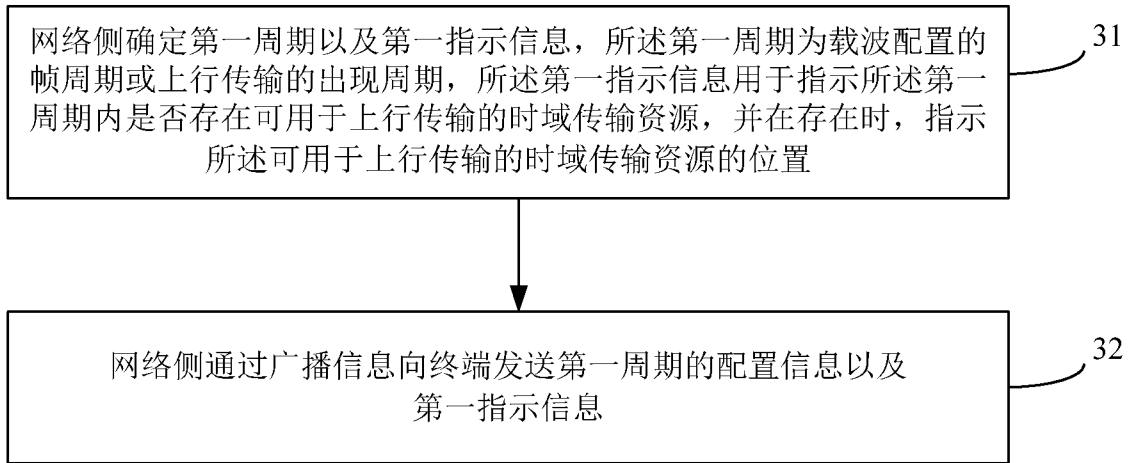 网络侧确定第一周期以及第一指示信息，所述第一周期为载波配置的
帧周期或上行传输的出现周期，所述第一指示信息用于指示所述第一
周期内是否存在可用于上行传输的时域传输资源，并在存在时，指示
所述可用于上行传输的时域传输资源的位置
31
网络侧通过广播信息向终端发送第一周期的配置信息以及
第一指示信息
32